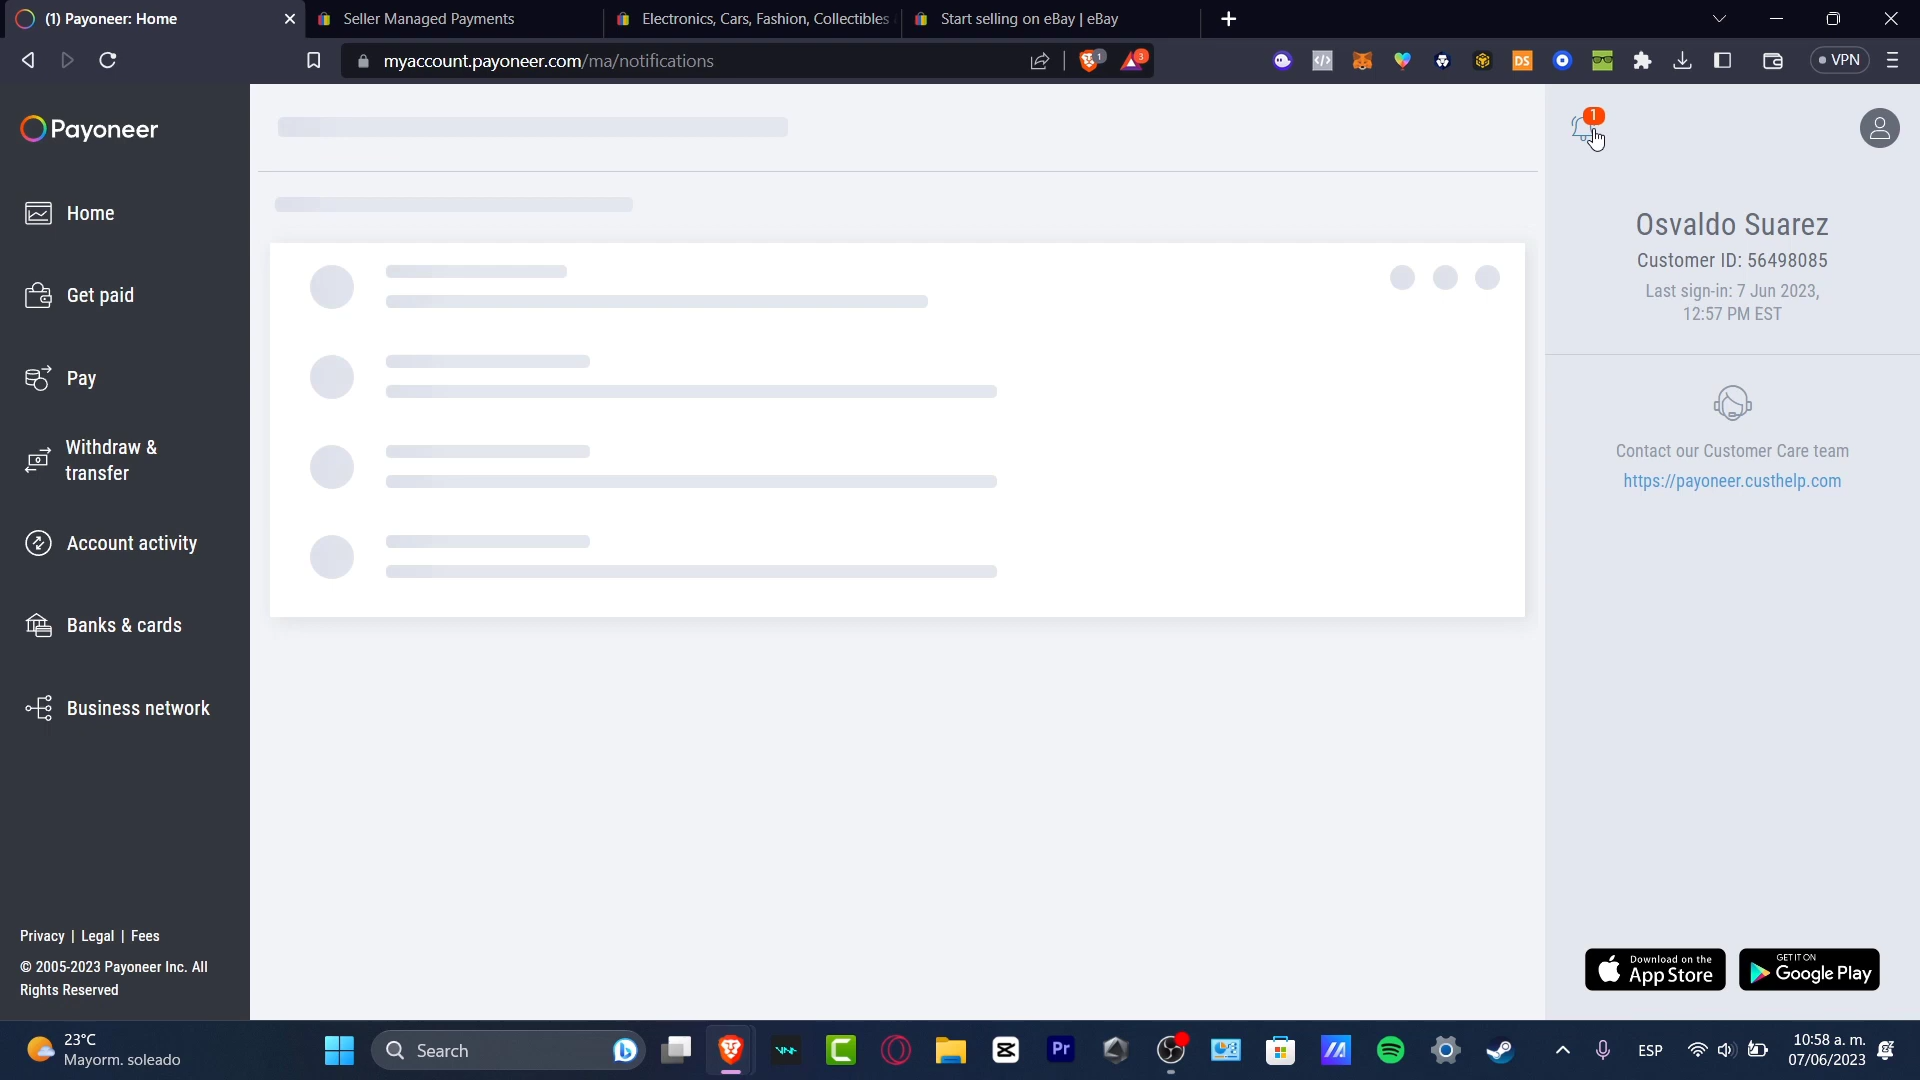 (1) Payoneer: Home
Seller Managed Payments
Electronics, Cars, Fashion, Collectibles
Start selling on eBay | eBay
myaccount.payoneer.com/ma/notifications
1
3
DS
VPN
Payoneer
1
Home
Get paid
Pay
Withdraw &
transfer
Account activity
Banks & cards
Business network
Privacy | Legal | Fees
© 2005-2023 Payoneer Inc. All
Rights Reserved
Osvaldo Suarez
Customer ID: 56498085
Last sign-in: 7 Jun 2023,
12:57 PM EST
Contact our Customer Care team
https://payoneer.custhelp.com
Download on the
App Store
GET IT ON
Google Play
23°C
Mayorm. soleado
Search
Pr
ESP
10:58 a. m.
07/06/2023